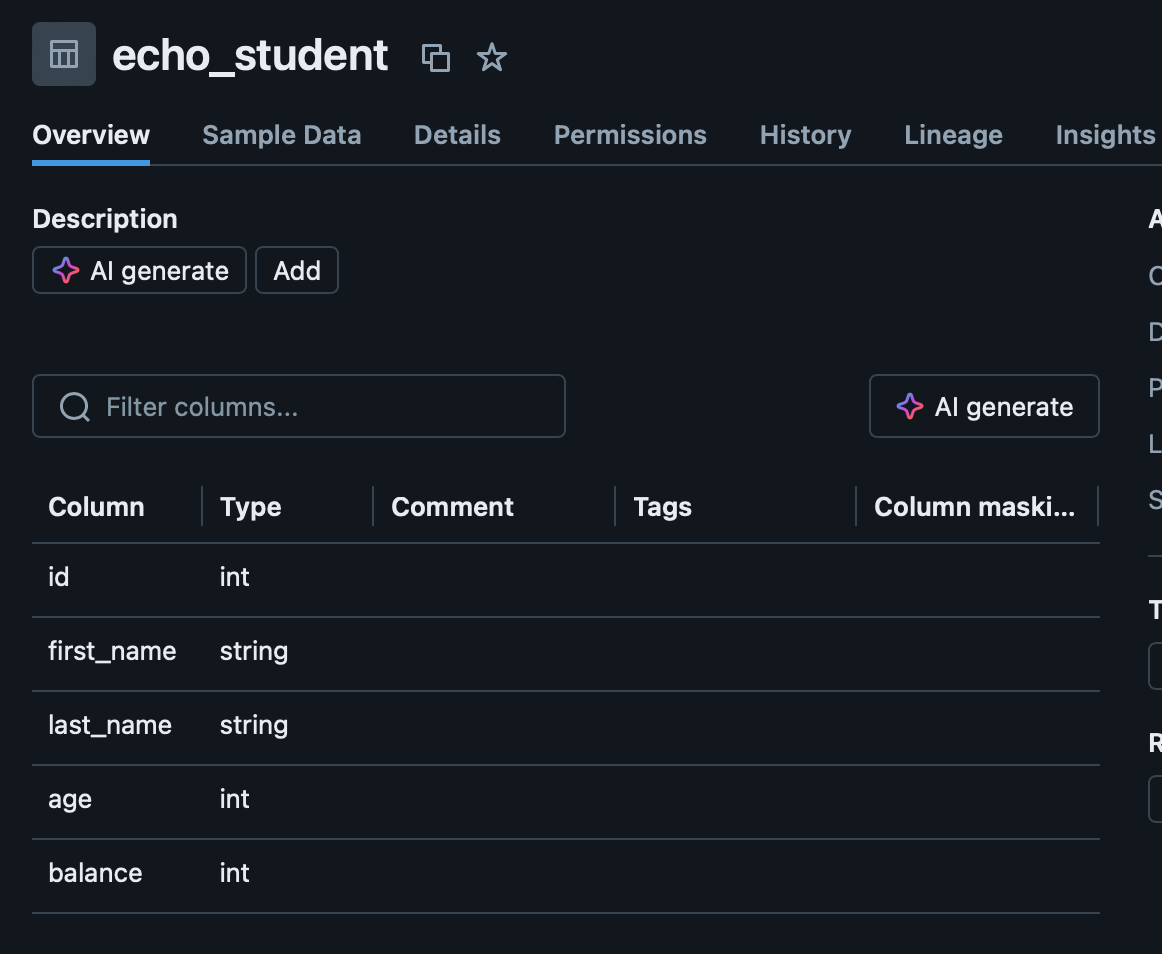 echo_student
Overview Sample Data Details Permissions History Lineage Insights
Description
AI generate Add
Filter columns... AI generate
Column Type Comment Tags Column maski...
id int
first_name string
last_name string
age int
balance int